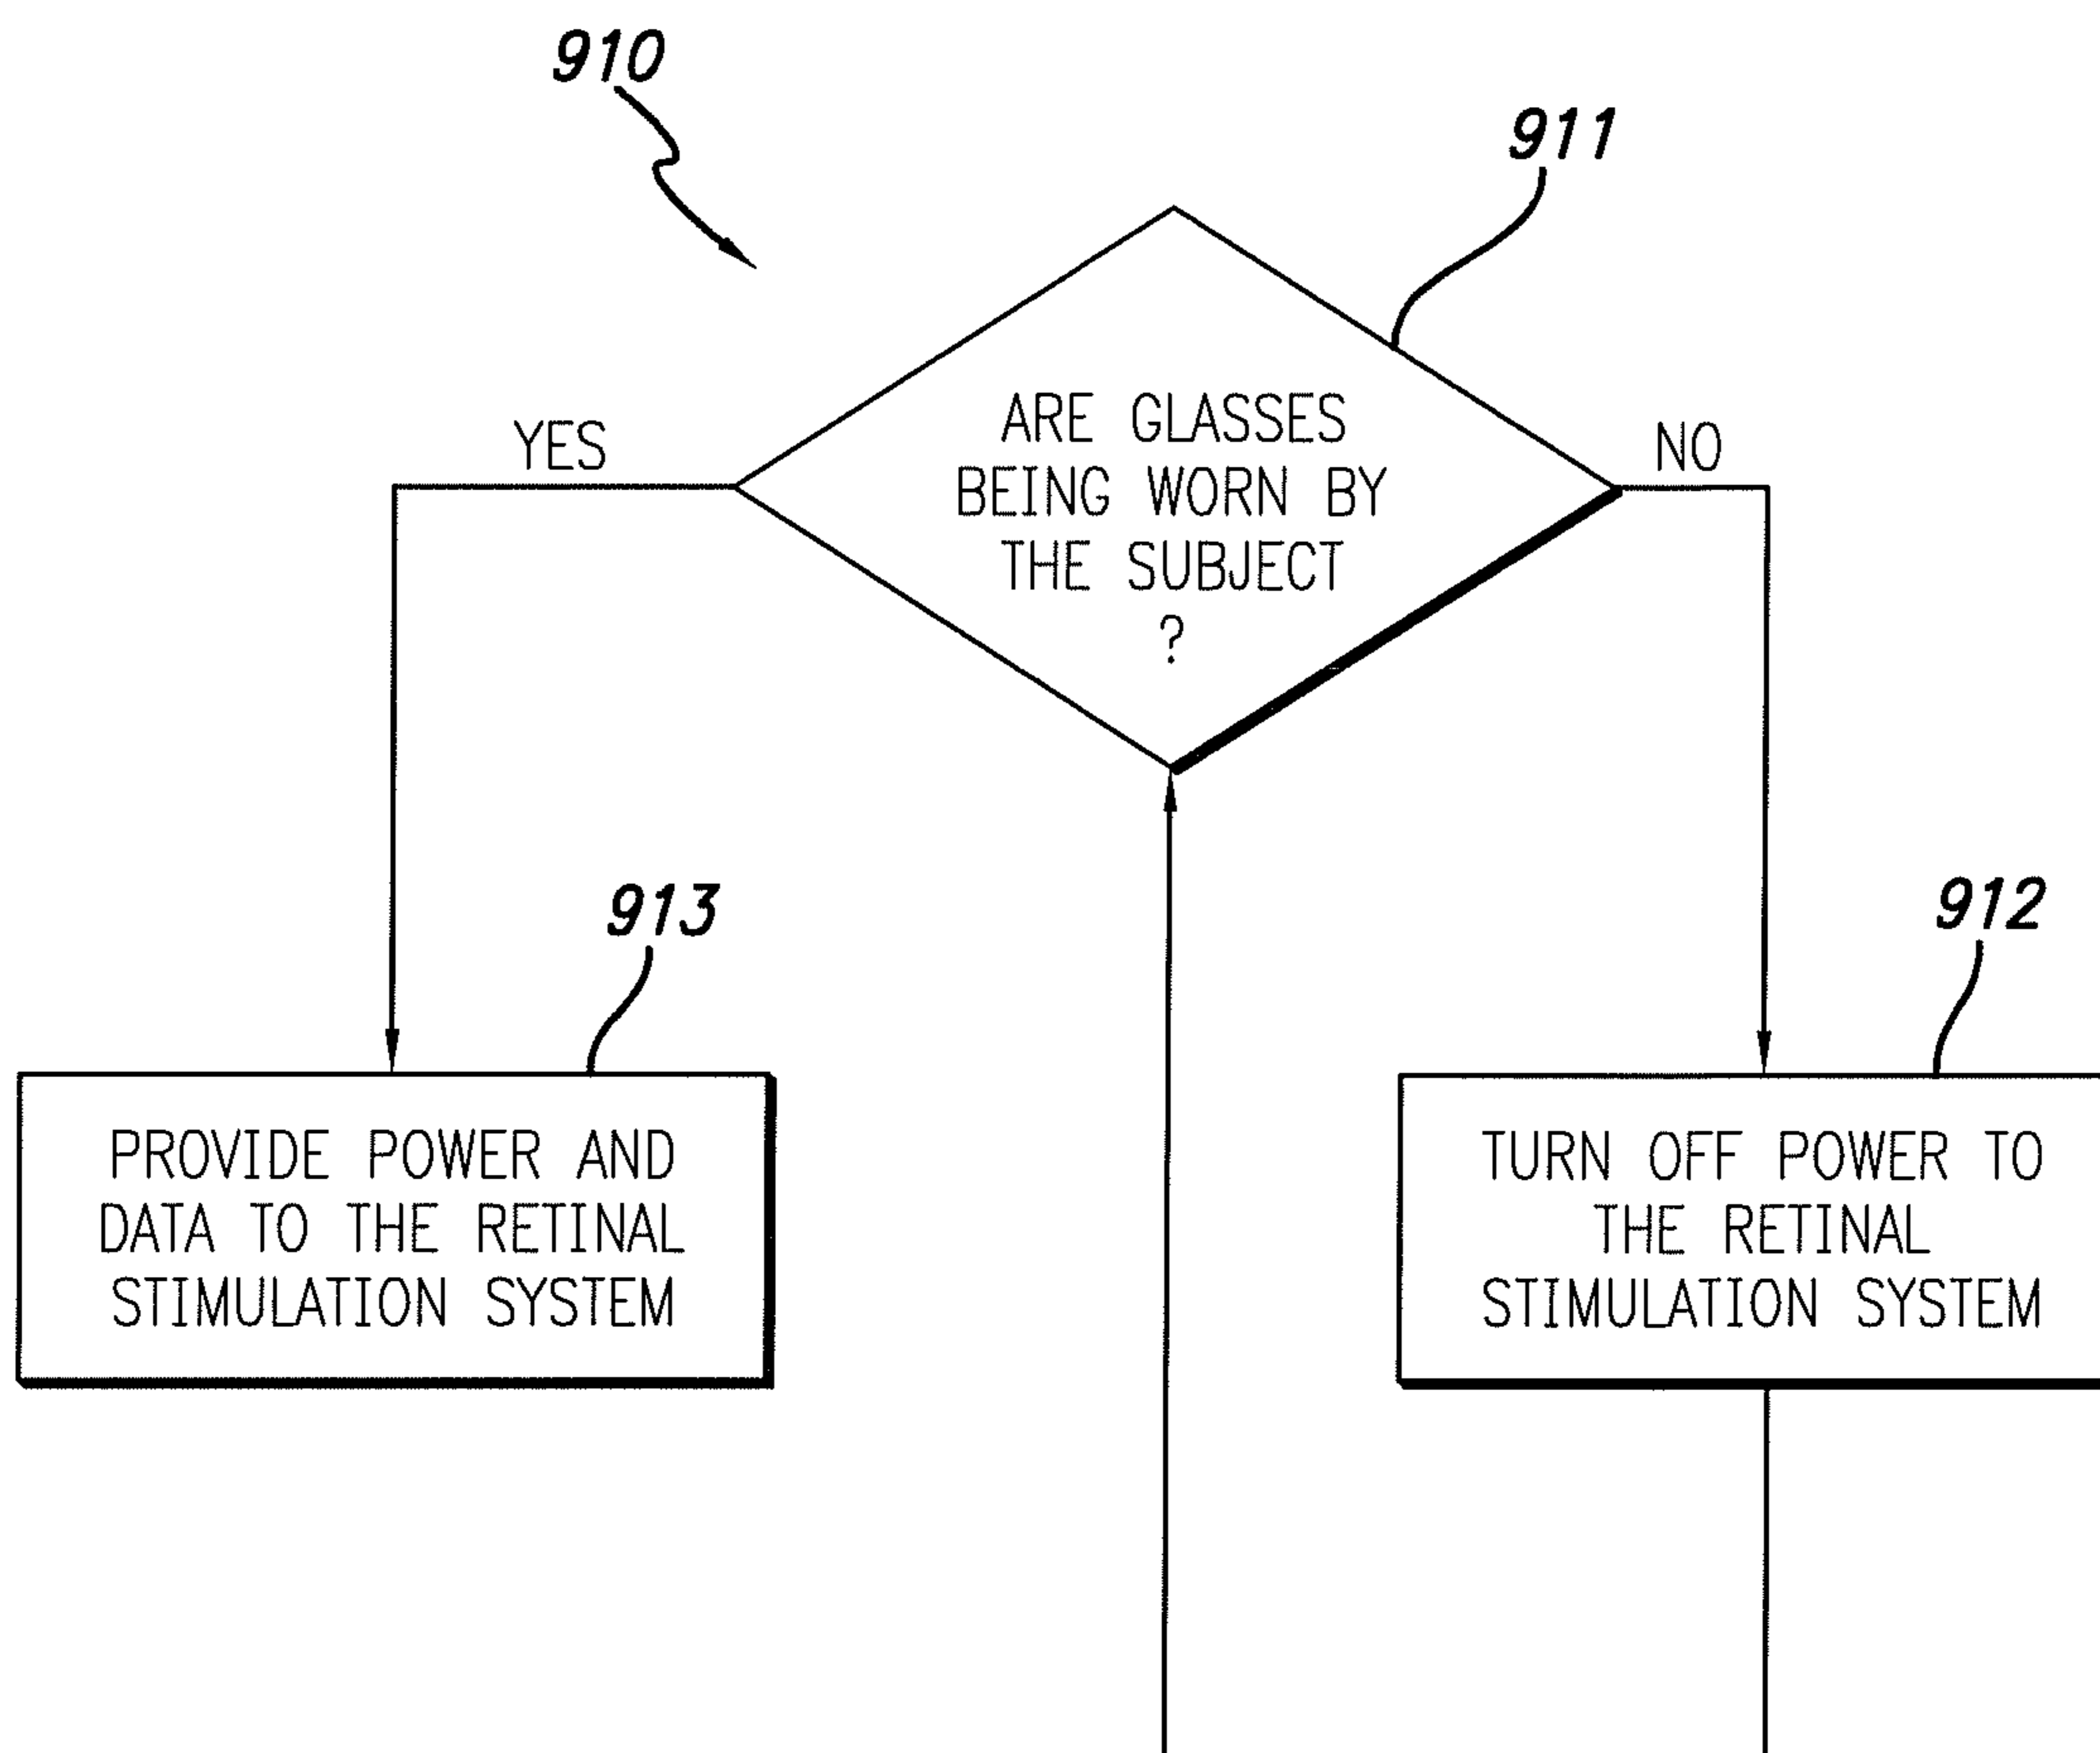 910
911
ARE GLASSES
BEING WORN BY
THE SUBJECT
?
YES
NO
913
912
PROVIDE POWER AND
DATA TO THE RETINAL
STIMULATION SYSTEM
TURN OFF POWER TO
THE RETINAL
STIMULATION SYSTEM